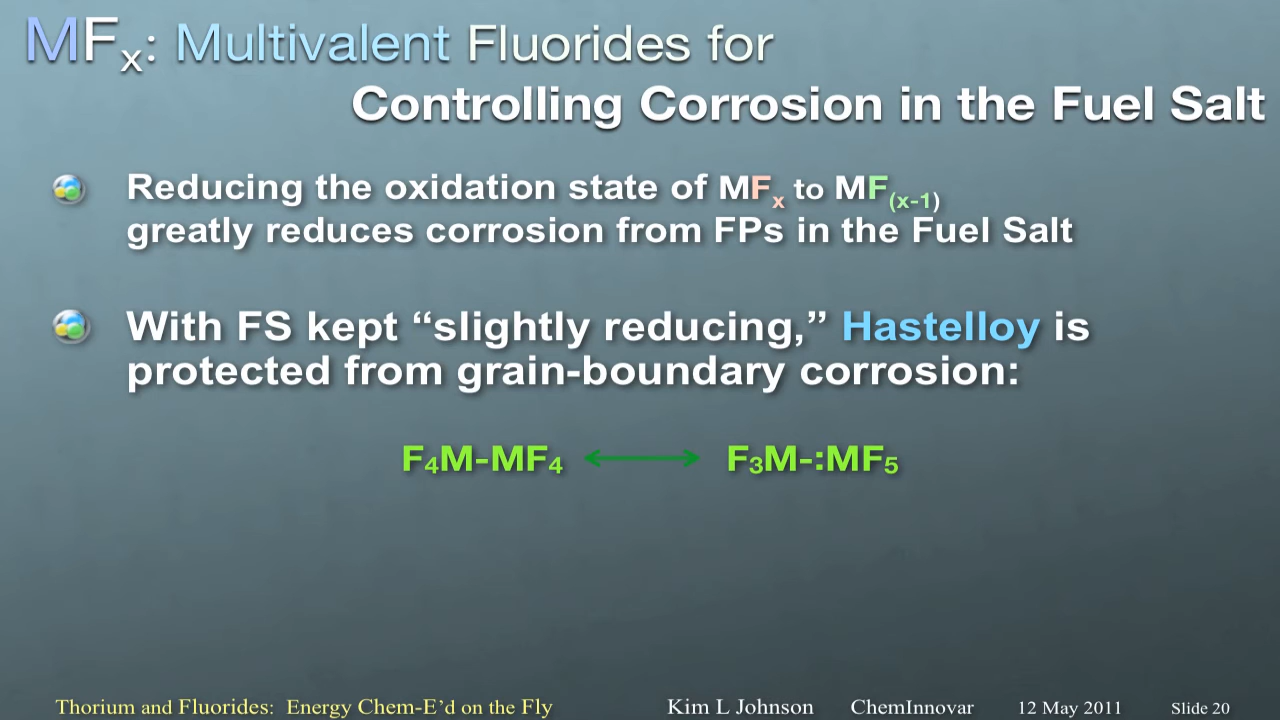 MFₓ: Multivalent Fluorides for
Controlling Corrosion in the Fuel Salt
Reducing the oxidation state of MFₓ to MF₍ₓ₋₁₎
greatly reduces corrosion from FPs in the Fuel Salt
With FS kept “slightly reducing,” Hastelloy is
protected from grain-boundary corrosion:
F₄M-MF₄ ⟷ F₃M-:MF₅
Thorium and Fluorides: Energy Chem-E’d on the Fly Kim L Johnson ChemInnovar 12 May 2011 Slide 20